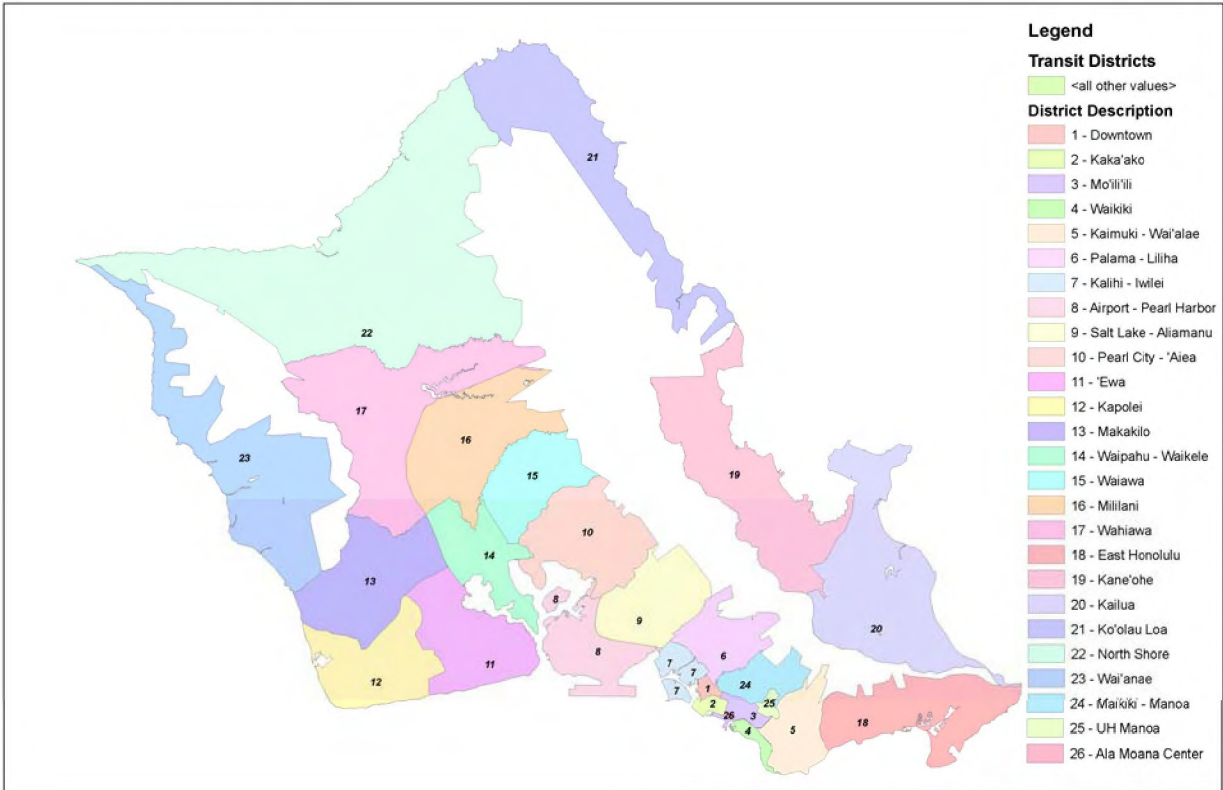 Legend
Transit Districts
<all other values>
District Description
1 - Downtown
2 - Kaka'ako
3 - Mo'ili'ili
4 - Waikiki
5 - Kaimuki - Wai'alae
6 - Palama - Liliha
7 - Kalihi - Iwilei
8 - Airport - Pearl Harbor
9 - Salt Lake - Aliamanu
10 - Pearl City - 'Aiea
11 - 'Ewa
12 - Kapolei
13 - Makakilo
14 - Waipahu - Waikele
15 - Waiawa
16 - Mililani
17 - Wahiawa
18 - East Honolulu
19 - Kane'ohe
20 - Kailua
21 - Ko'olau Loa
22 - North Shore
23 - Wai'anae
24 - Maikiki - Manoa
25 - UH Manoa
26 - Ala Moana Center
21
22
17
16
23
15
19
10
14
13
8
9
8
20
6
11
7
7
12
24
7
1
25
2
26
3
18
4
5